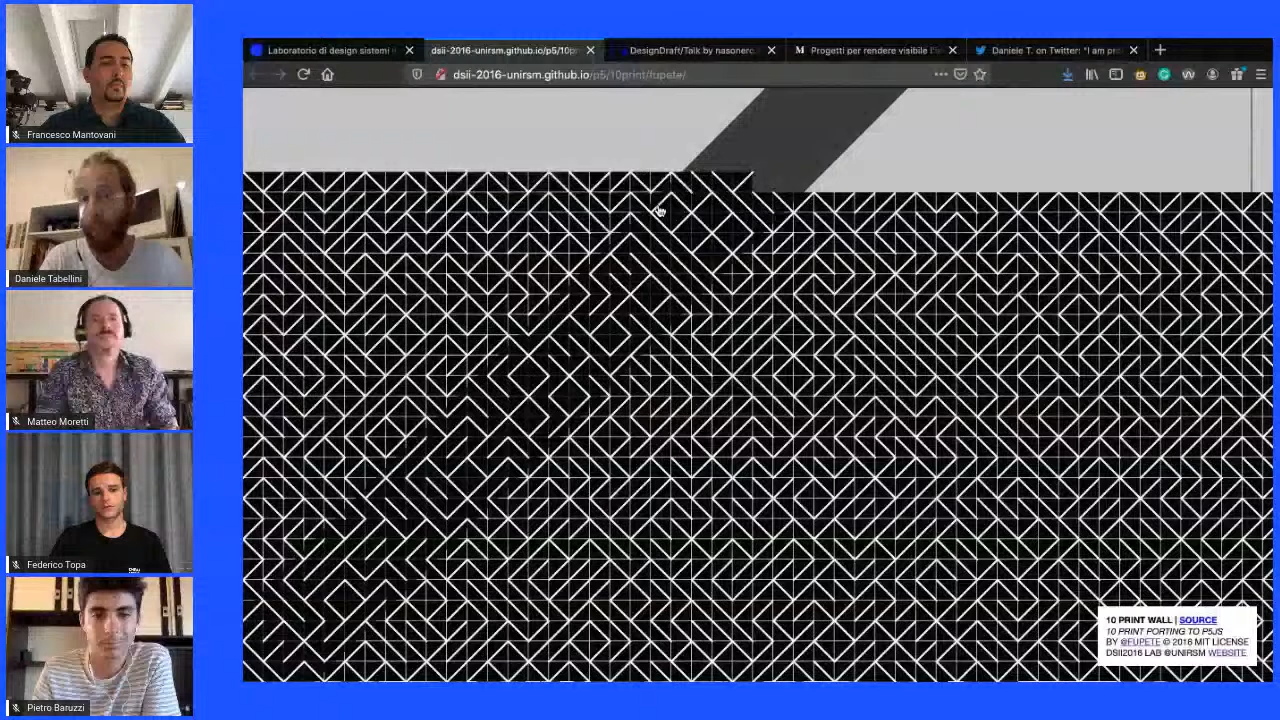 Francesco Mantovani
Daniele Tabellini
Matteo Moretti
Federico Topa
Pietro Baruzzi
Laboratorio di design sistemi
dsii-2016-unirsm.github.io/p5/10pr
DesignDraft/Talk by nasonero.
Progetti per rendere visibile l
Daniele T. on Twitter: "I am pro
dsii-2016-unirsm.github.io/p5/10print/fupete/
10 PRINT WALL | SOURCE
10 PRINT PORTING TO P5JS
BY @FUPETE © 2016 MIT LICENSE
DSII2016 LAB @UNIRSM WEBSITE